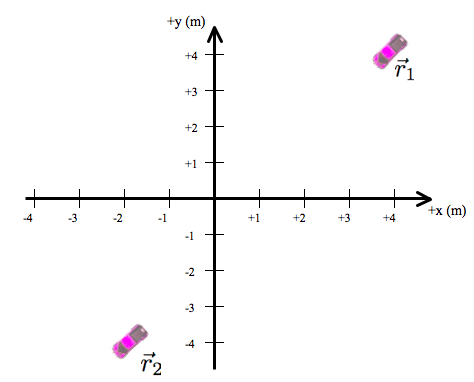 +y (m)
+4
+3
+2
+1
-4 -3 -2 -1 +1 +2 +3 +4 +x (m)
-1
-2
-3
-4
r⃗₁
r⃗₂